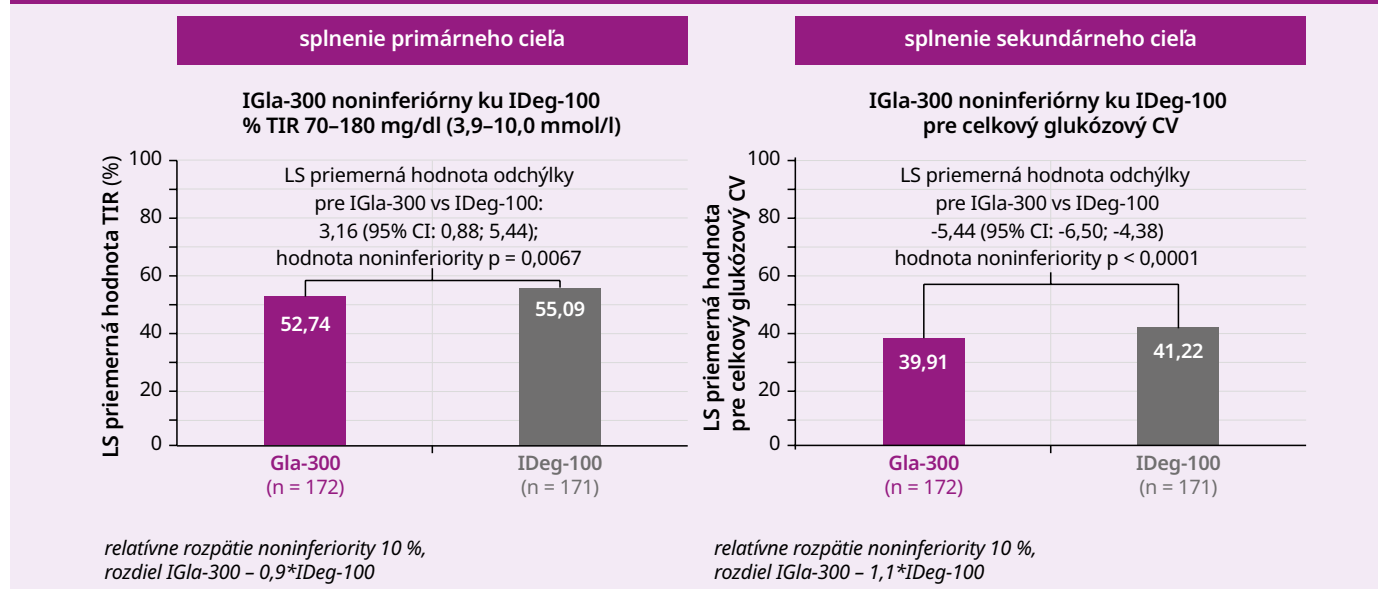 splnenie primárneho cieľa
IGla-300 noninferiórny ku IDeg-100
% TIR 70–180 mg/dl (3,9–10,0 mmol/l)
LS priemerná hodnota TIR (%)
100
80
60
40
20
0
LS priemerná hodnota odchýlky
pre IGla-300 vs IDeg-100:
3,16 (95% CI: 0,88; 5,44);
hodnota noninferiority p = 0,0067
52,74
55,09
Gla-300
(n = 172)
IDeg-100
(n = 171)
relatívne rozpätie noninferiority 10 %,
rozdiel IGla-300 – 0,9*IDeg-100
splnenie sekundárneho cieľa
IGla-300 noninferiórny ku IDeg-100
pre celkový glukózový CV
LS priemerná hodnota
pre celkový glukózový CV
100
80
60
40
20
0
LS priemerná hodnota odchýlky
pre IGla-300 vs IDeg-100
-5,44 (95% CI: -6,50; -4,38)
hodnota noninferiority p < 0,0001
39,91
41,22
Gla-300
(n = 172)
IDeg-100
(n = 171)
relatívne rozpätie noninferiority 10 %,
rozdiel IGla-300 – 1,1*IDeg-100